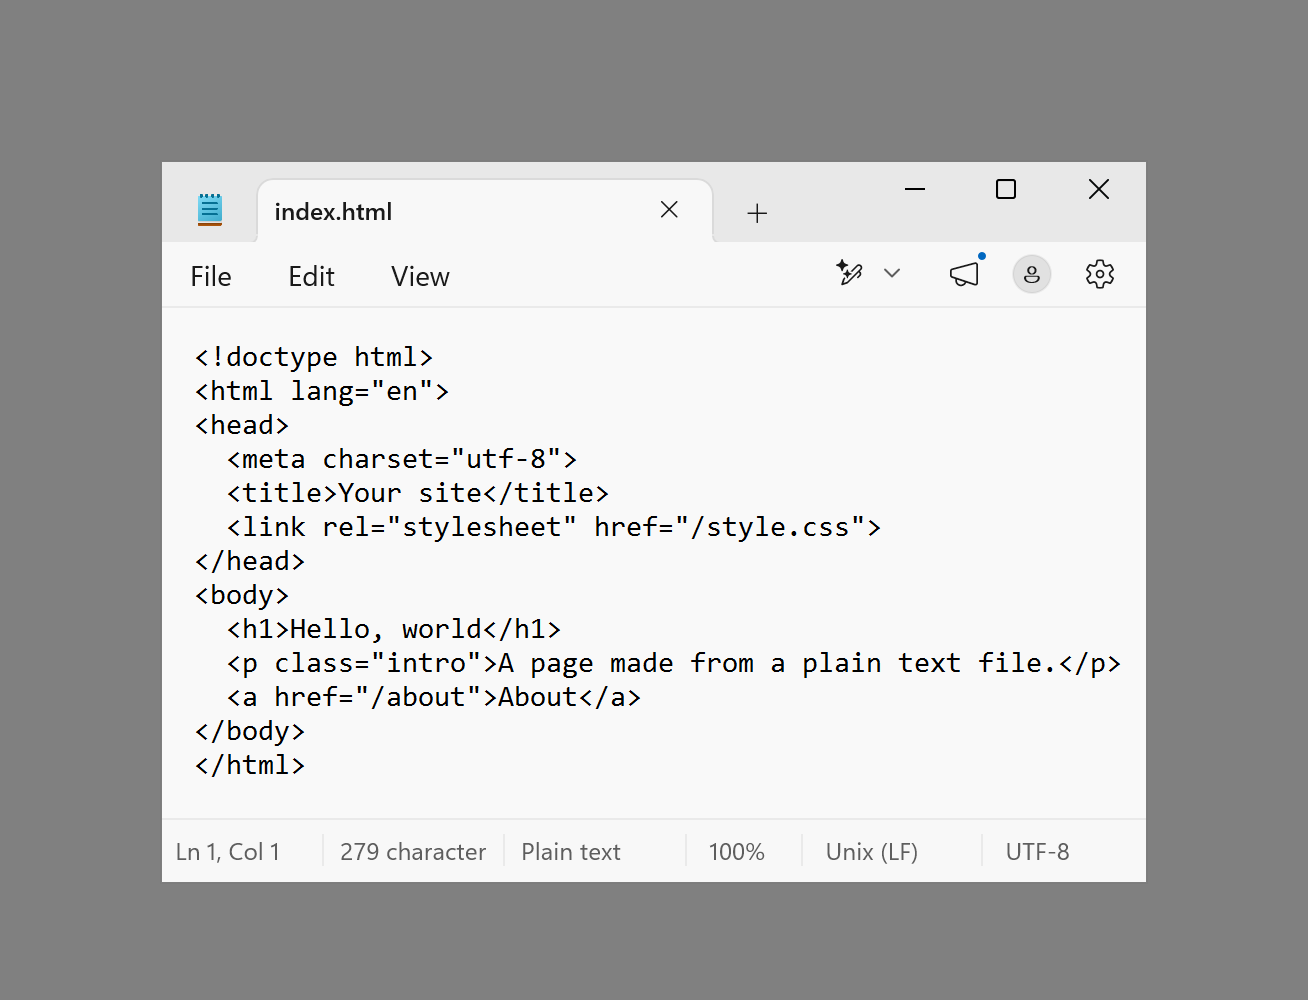 index.html
File Edit View
<!doctype html>
<html lang="en">
<head>
  <meta charset="utf-8">
  <title>Your site</title>
  <link rel="stylesheet" href="/style.css">
</head>
<body>
  <h1>Hello, world</h1>
  <p class="intro">A page made from a plain text file.</p>
  <a href="/about">About</a>
</body>
</html>
Ln 1, Col 1 279 character Plain text 100% Unix (LF) UTF-8